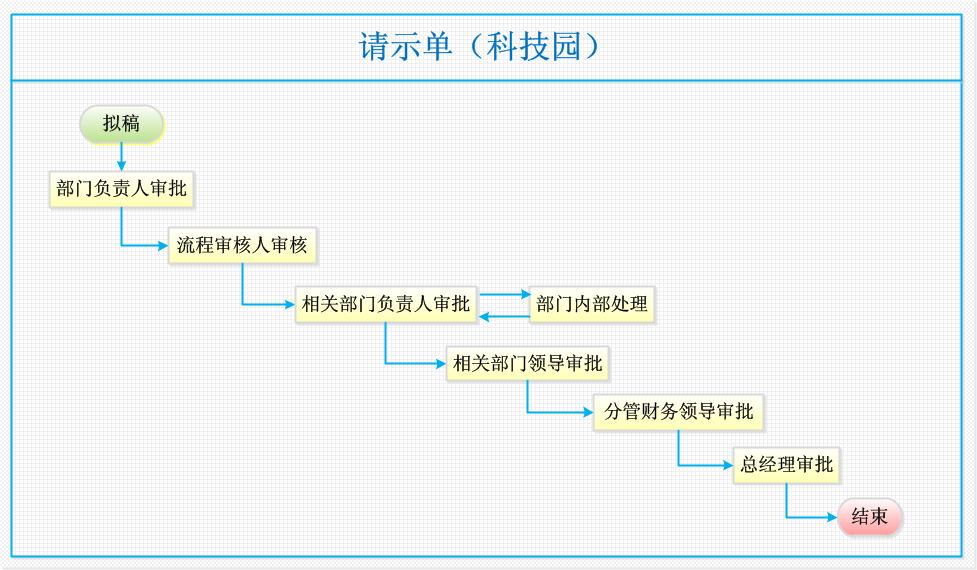 请示单（科技园）
拟稿
部门负责人审批
流程审核人审核
相关部门负责人审批
部门内部处理
相关部门领导审批
分管财务领导审批
总经理审批
结束